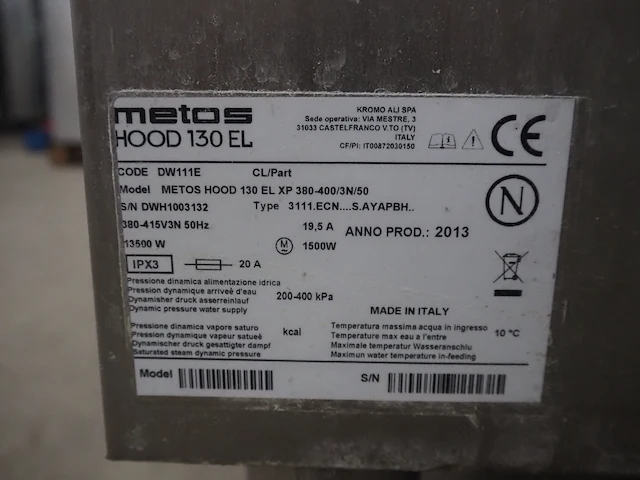 metos
HOOD 130 EL
KROMO ALI SPA
Sede operativa: VIA MESTRE, 3
31033 CASTELFRANCO V.TO (TV)
ITALY
CF/PI: IT00872030150
CE
CODE DW111E CL/Part
Model METOS HOOD 130 EL XP 380-400/3N/50
S/N DWH1003132 Type 3111.ECN....S.AYAPBH..
N
380-415V3N 50Hz 19,5 A ANNO PROD.: 2013
13500 W M 1500W
IPX3 20 A
Pressione dinamica alimentazione idrica
Pression dynamique arriveè d'eau
Dynamisher druck asserreinlauf
Dynamic pressure water supply
200-400 kPa
MADE IN ITALY
Pressione dinamica vapore saturo
Pression dynamique vapeur satueè
Dynamischer druck gesattigter dampf
Saturated steam dynamic pressure
kcal
Temperatura massima acqua in ingresso
Temperature max eau a l'entre
Maximale temperatur Wasseranschlu
Maximun water temperature in-feeding
10 °C
Model S/N